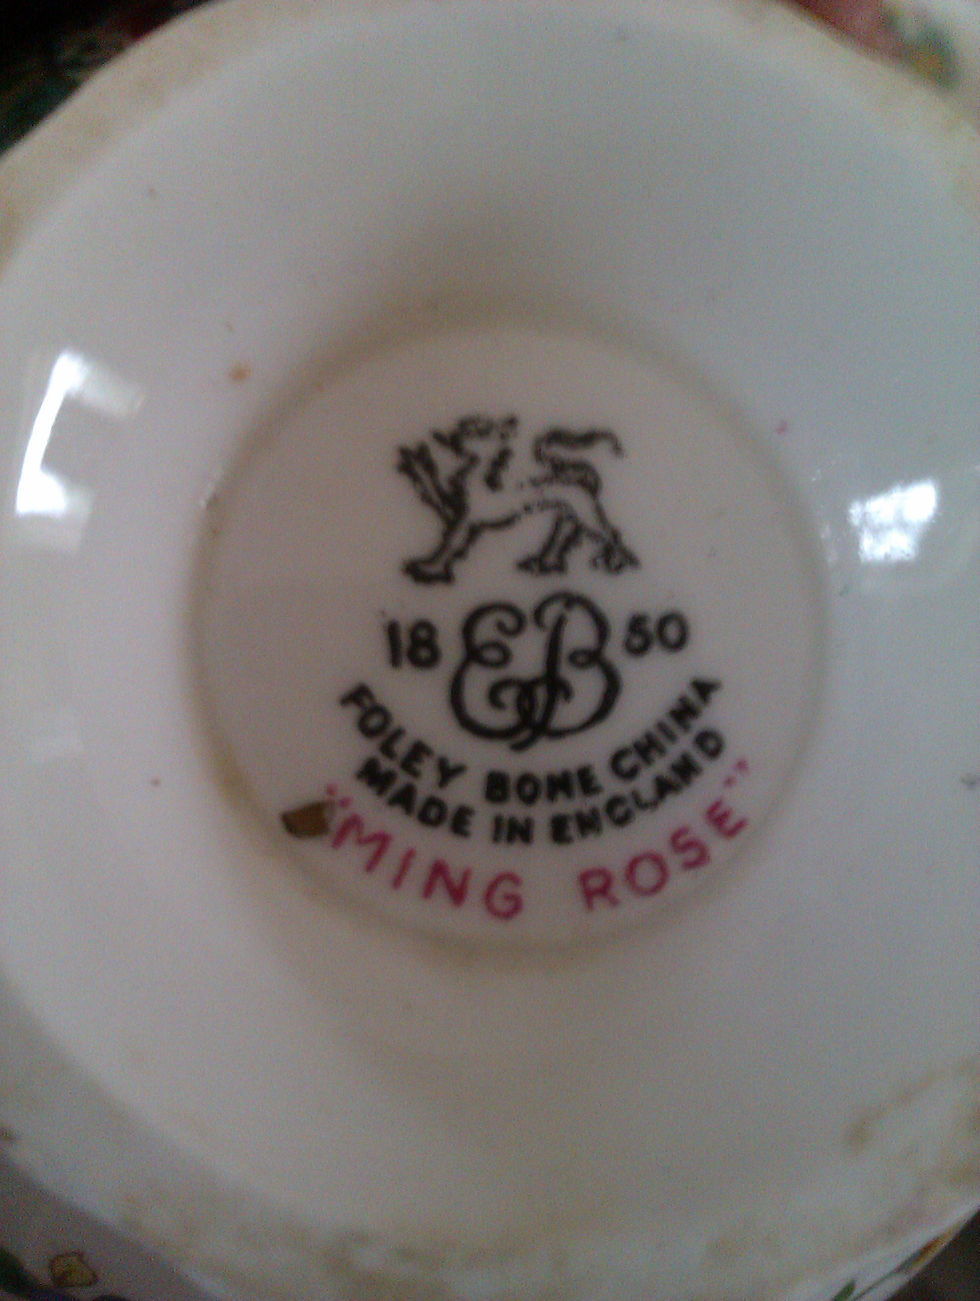 18 EB 50
FOLEY BONE CHINA
MADE IN ENGLAND
"MING ROSE"